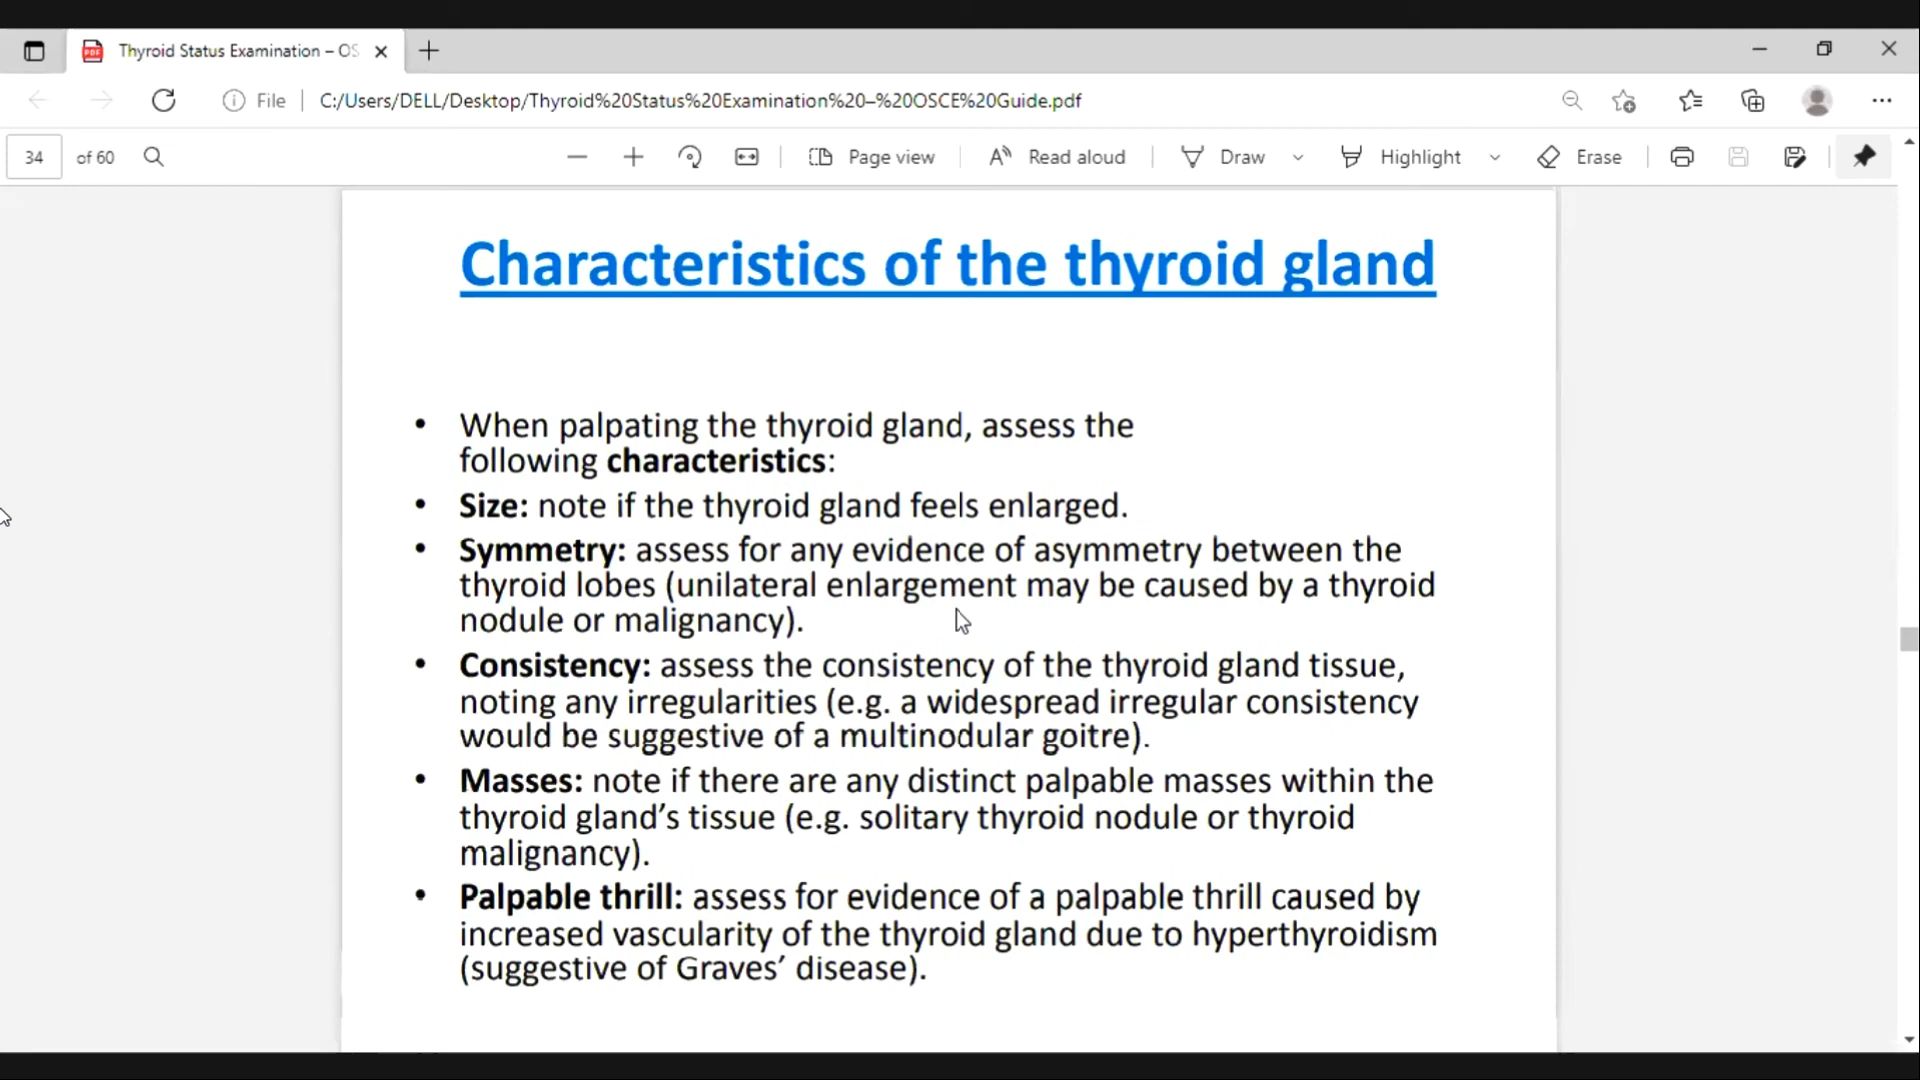 Thyroid Status Examination – OS
File
C:/Users/DELL/Desktop/Thyroid%20Status%20Examination%20–%20OSCE%20Guide.pdf
34 of 60
Page view
Read aloud
Draw
Highlight
Erase
Characteristics of the thyroid gland
• When palpating the thyroid gland, assess the
following characteristics:
• Size: note if the thyroid gland feels enlarged.
• Symmetry: assess for any evidence of asymmetry between the
thyroid lobes (unilateral enlargement may be caused by a thyroid
nodule or malignancy).
• Consistency: assess the consistency of the thyroid gland tissue,
noting any irregularities (e.g. a widespread irregular consistency
would be suggestive of a multinodular goitre).
• Masses: note if there are any distinct palpable masses within the
thyroid gland’s tissue (e.g. solitary thyroid nodule or thyroid
malignancy).
• Palpable thrill: assess for evidence of a palpable thrill caused by
increased vascularity of the thyroid gland due to hyperthyroidism
(suggestive of Graves’ disease).